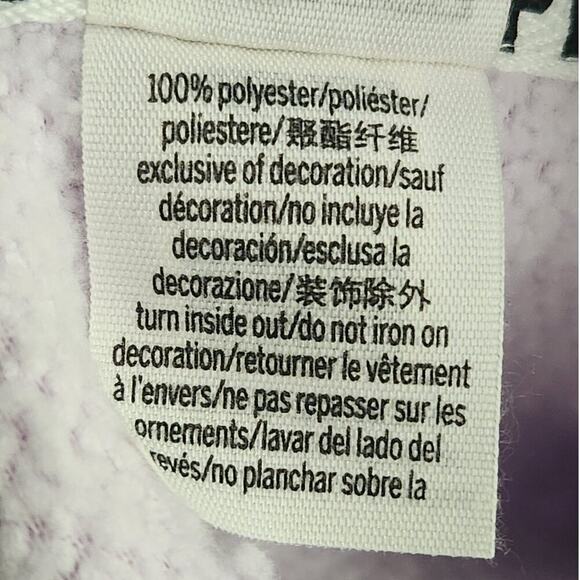 100% polyester/poliéster/
poliestere/聚酯纤维
exclusive of decoration/sauf
décoration/no incluye la
decoración/esclusa la
decorazione/装饰除外
turn inside out/do not iron on
decoration/retourner le vêtement
à l'envers/ne pas repasser sur les
ornements/lavar del lado del
revés/no planchar sobre la